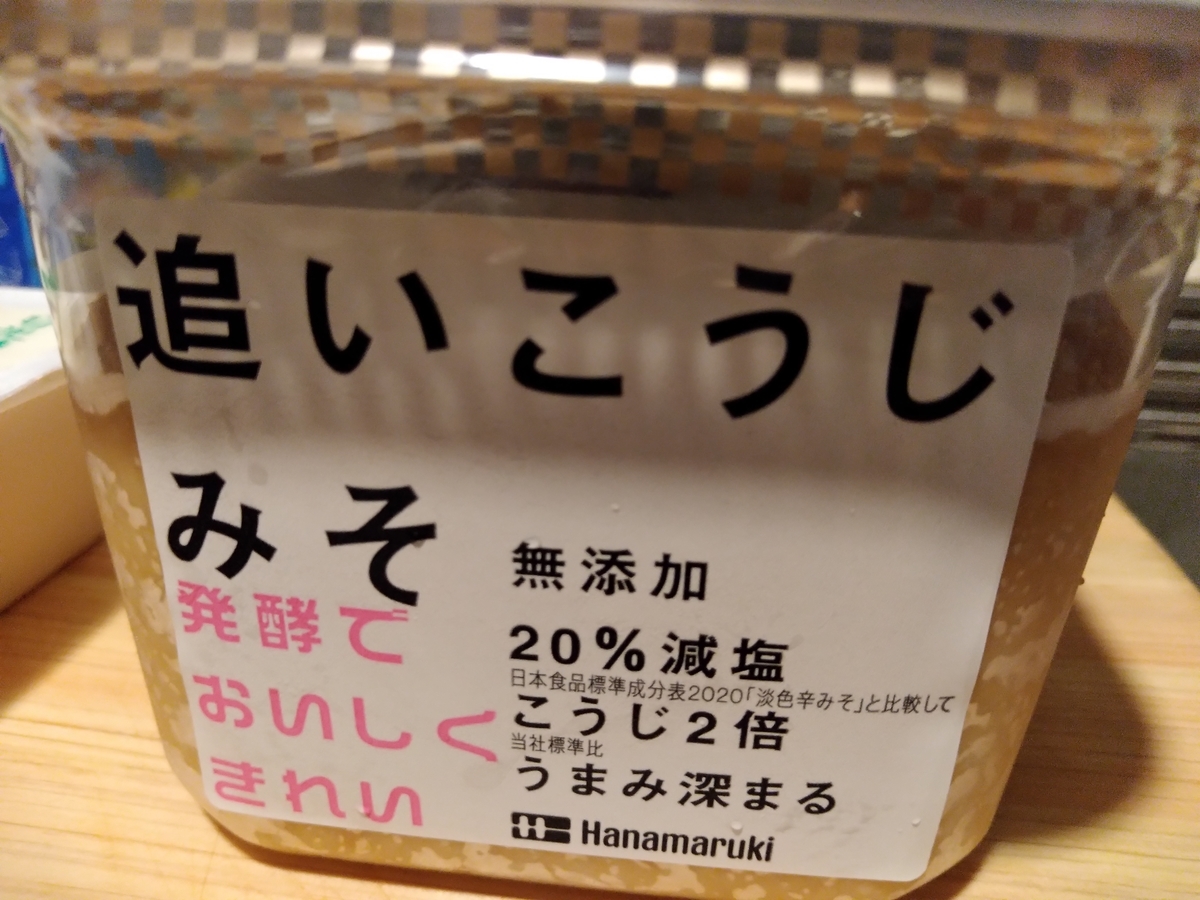 追いこうじ
みそ
発酵で
おいしく
きれい
無添加
20%減塩
日本食品標準成分表2020「淡色辛みそ」と比較して
こうじ2倍
当社標準比
うまみ深まる
Hanamaruki